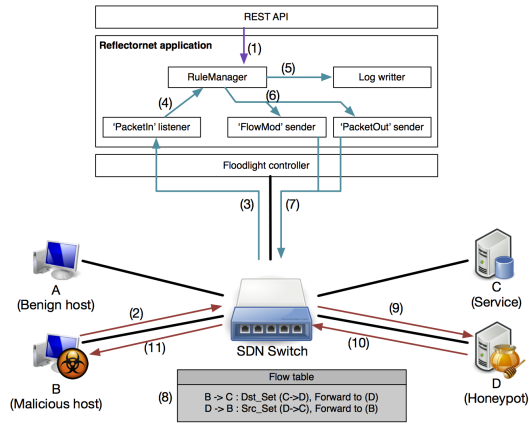 REST API
Reflectornet application
(1)
RuleManager
(5)
Log writter
(4)
(6)
'PacketIn' listener
'FlowMod' sender
'PacketOut' sender
Floodlight controller
(3)
(7)
A
(Benign host)
C
(Service)
(2)
(9)
(11)
(10)
SDN Switch
B
(Malicious host)
D
(Honeypot)
(8)
Flow table
B -> C : Dst_Set (C->D), Forward to (D)
D -> B : Src_Set (D->C), Forward to (B)